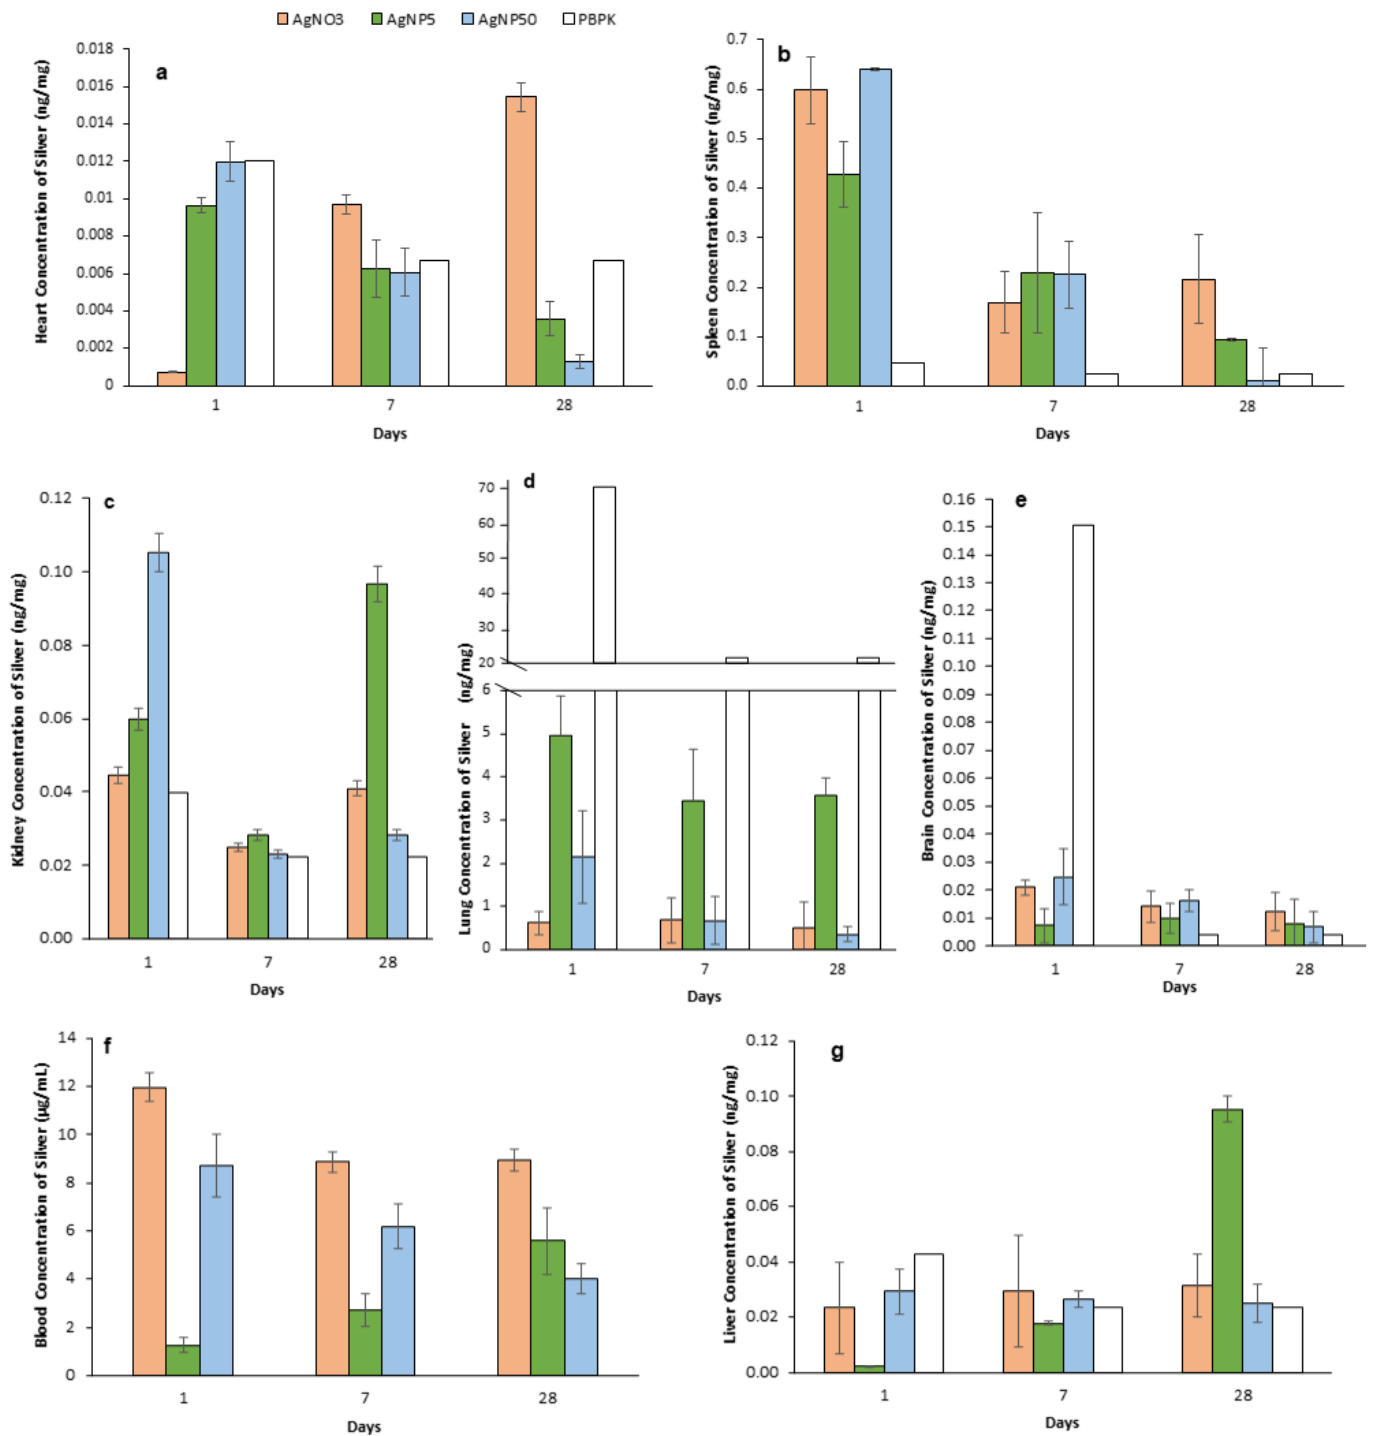 AgNO3 AgNP5 AgNP50 PBPK
a
Heart Concentration of Silver (ng/mg)
0.018
0.016
0.014
0.012
0.01
0.008
0.006
0.004
0.002
0
1 7 28
Days
b
Spleen Concentration of Silver (ng/mg)
0.7
0.6
0.5
0.4
0.3
0.2
0.1
0.0
1 7 28
Days
c
Kidney Concentration of Silver (ng/mg)
0.12
0.10
0.08
0.06
0.04
0.02
0.00
1 7 28
Days
d
Lung Concentration of Silver (ng/mg)
70
60
50
40
30
20
6
5
4
3
2
1
0
1 7 28
Days
e
Brain Concentration of Silver (ng/mg)
0.16
0.15
0.14
0.13
0.12
0.11
0.10
0.09
0.08
0.07
0.06
0.05
0.04
0.03
0.02
0.01
0.00
1 7 28
Days
f
Blood Concentration of Silver (µg/mL)
14
12
10
8
6
4
2
0
1 7 28
Days
g
Liver Concentration of Silver (ng/mg)
0.12
0.10
0.08
0.06
0.04
0.02
0.00
1 7 28
Days